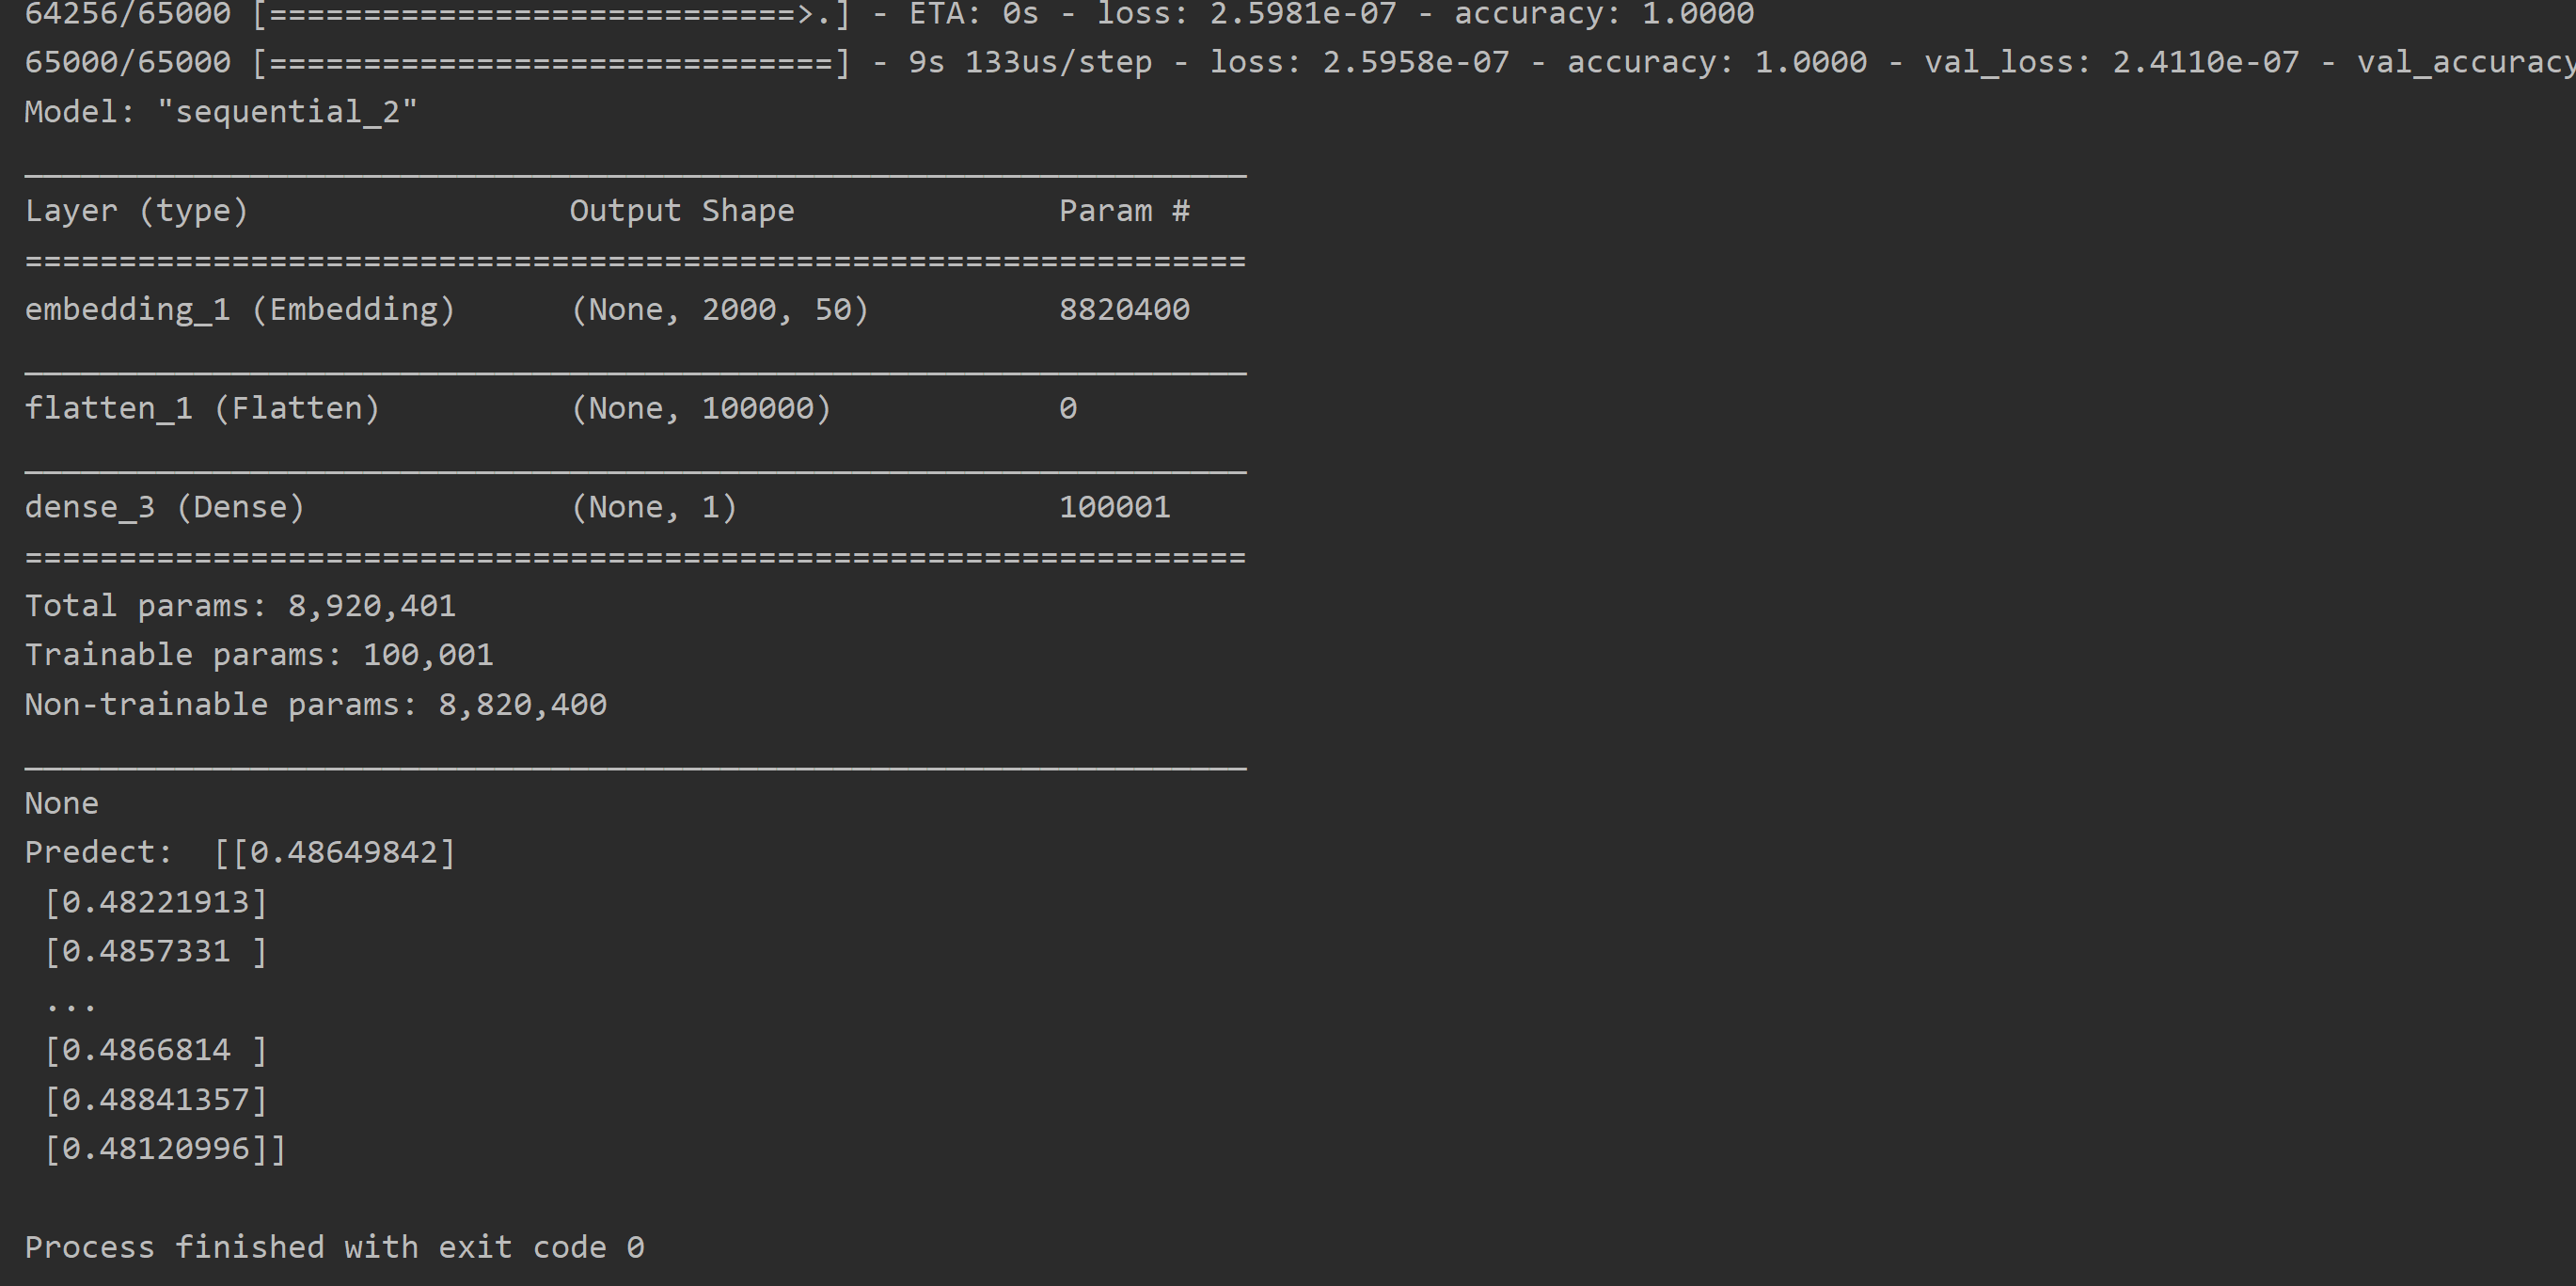 64256/65000 [============================>.] - ETA: 0s - loss: 2.5981e-07 - accuracy: 1.0000
65000/65000 [==============================] - 9s 133us/step - loss: 2.5958e-07 - accuracy: 1.0000 - val_loss: 2.4110e-07 - val_accuracy
Model: "sequential_2"
_________________________________________________________________
Layer (type)                 Output Shape              Param #
=================================================================
embedding_1 (Embedding)      (None, 2000, 50)          8820400
_________________________________________________________________
flatten_1 (Flatten)          (None, 100000)            0
_________________________________________________________________
dense_3 (Dense)              (None, 1)                 100001
=================================================================
Total params: 8,920,401
Trainable params: 100,001
Non-trainable params: 8,820,400
_________________________________________________________________
None
Predect:  [[0.48649842]
 [0.48221913]
 [0.4857331 ]
 ...
 [0.4866814 ]
 [0.48841357]
 [0.48120996]]
Process finished with exit code 0